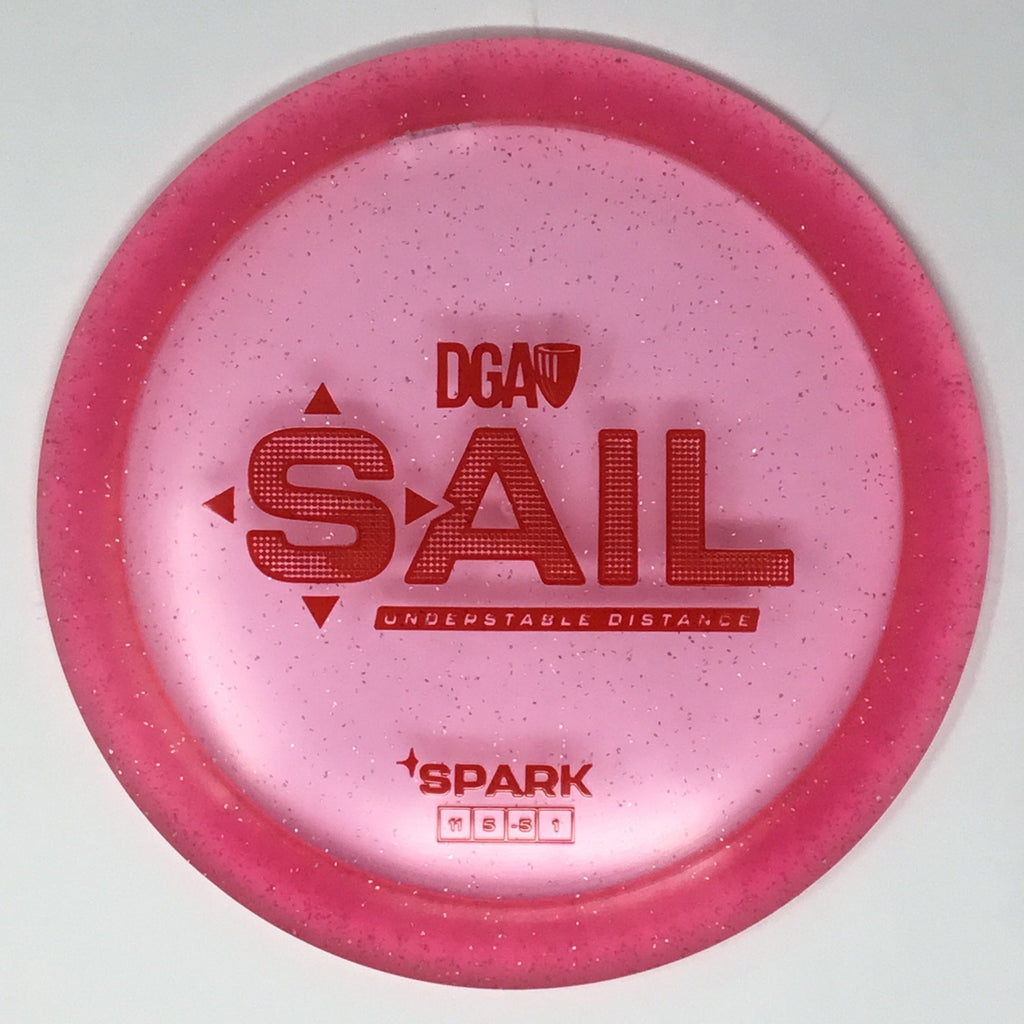 DGA
SAIL
UNDERSTABLE DISTANCE
SPARK
11 5 -5 1